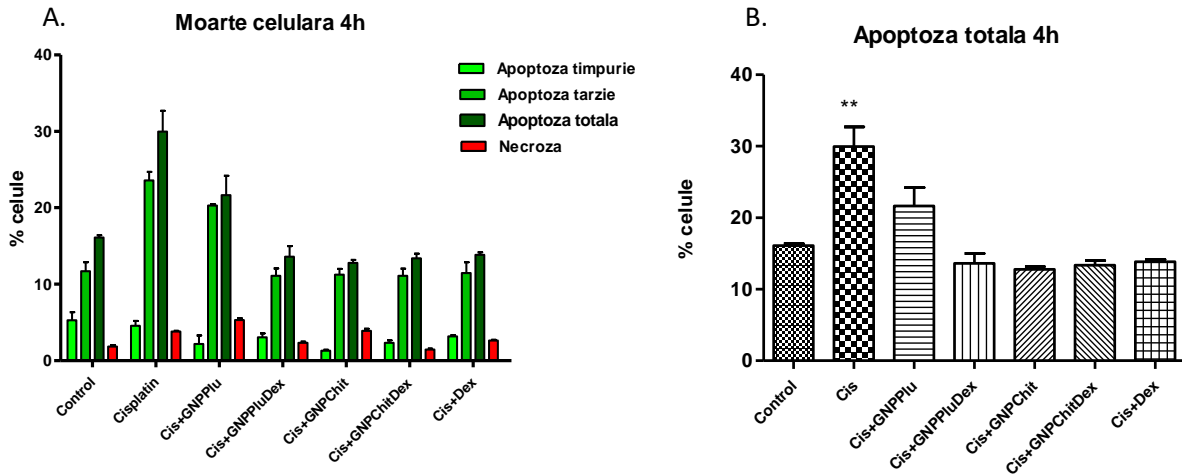 A.
Moarte celulara 4h
40
30
20
10
0
% celule
Apoptoza timpurie
Apoptoza tarzie
Apoptoza totala
Necroza
Control
Cisplatin
Cis+GNPPlu
Cis+GNPPluDex
Cis+GNPChit
Cis+GNPChitDex
Cis+Dex
B.
Apoptoza totala 4h
40
30
20
10
0
% celule
**
Control
Cis
Cis+GNPPlu
Cis+GNPPluDex
Cis+GNPChit
Cis+GNPChitDex
Cis+Dex